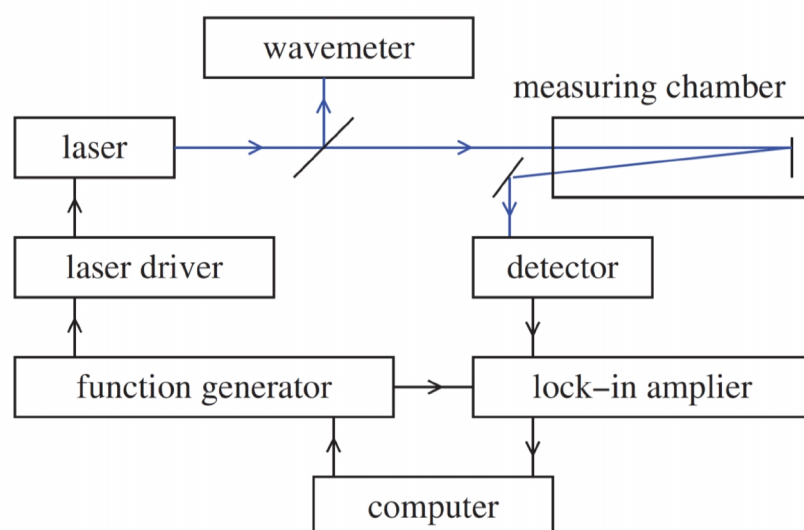 wavemeter
measuring chamber
laser
laser driver
detector
function generator
lock-in amplier
computer